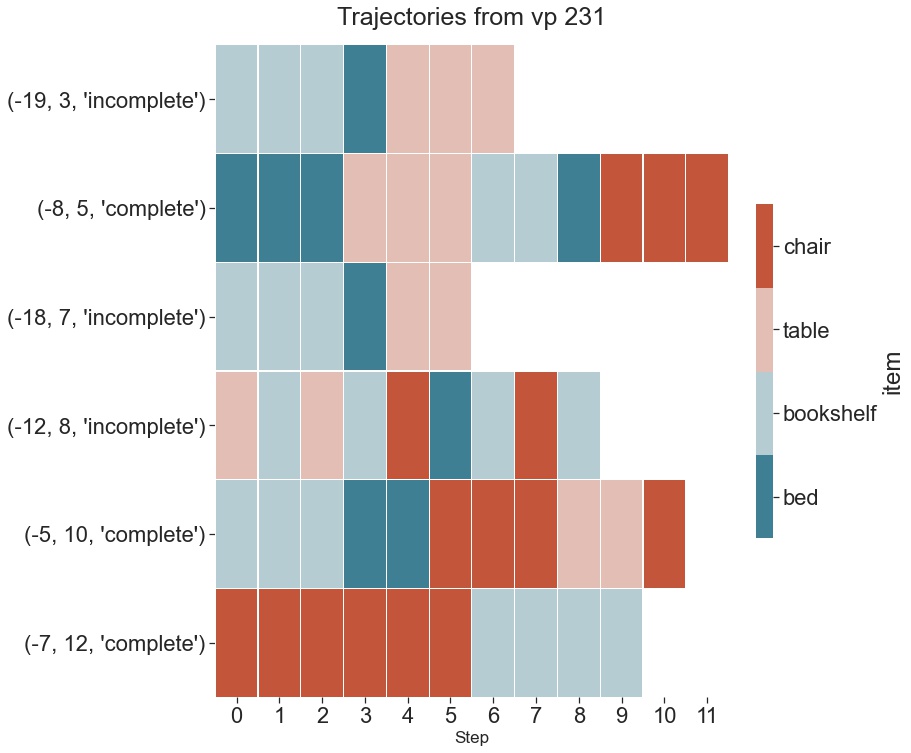 Trajectories from vp 231
(-19, 3, 'incomplete')
(-8, 5, 'complete')
(-18, 7, 'incomplete')
(-12, 8, 'incomplete')
(-5, 10, 'complete')
(-7, 12, 'complete')
0 1 2 3 4 5 6 7 8 9 10 11
Step
chair
table
bookshelf
bed
item